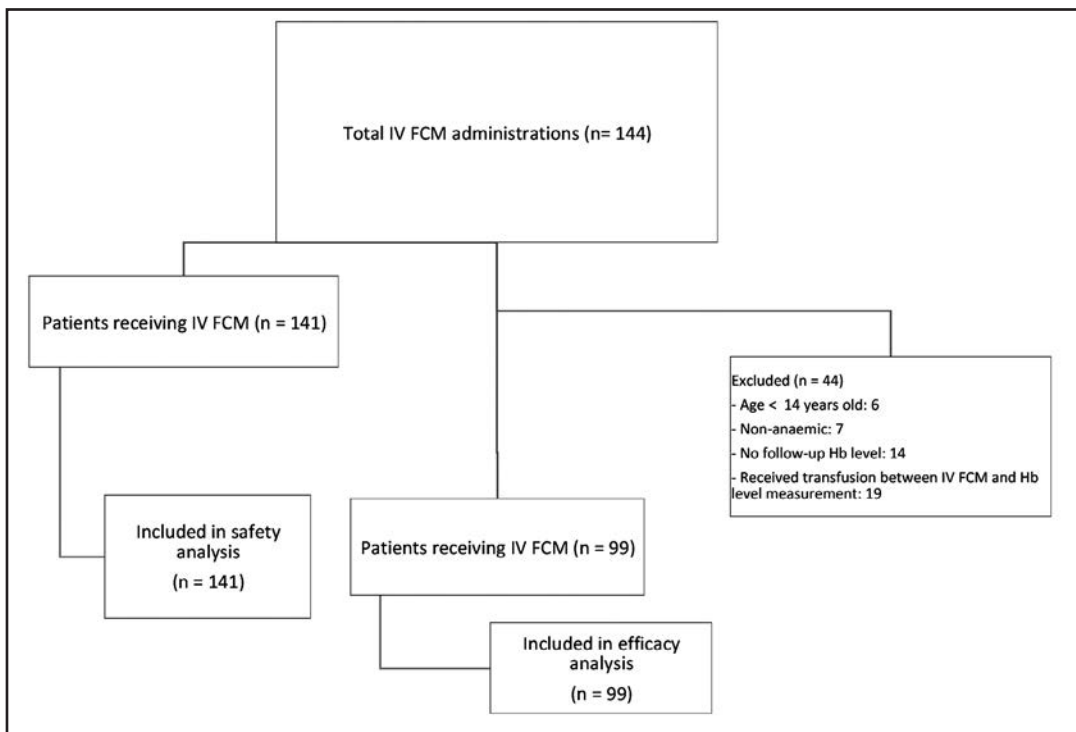 Total IV FCM administrations (n= 144)
Patients receiving IV FCM (n = 141)
Excluded (n = 44)
- Age < 14 years old: 6
- Non-anaemic: 7
- No follow-up Hb level: 14
- Received transfusion between IV FCM and Hb
level measurement: 19
Included in safety
analysis
(n = 141)
Patients receiving IV FCM (n = 99)
Included in efficacy
analysis
(n = 99)